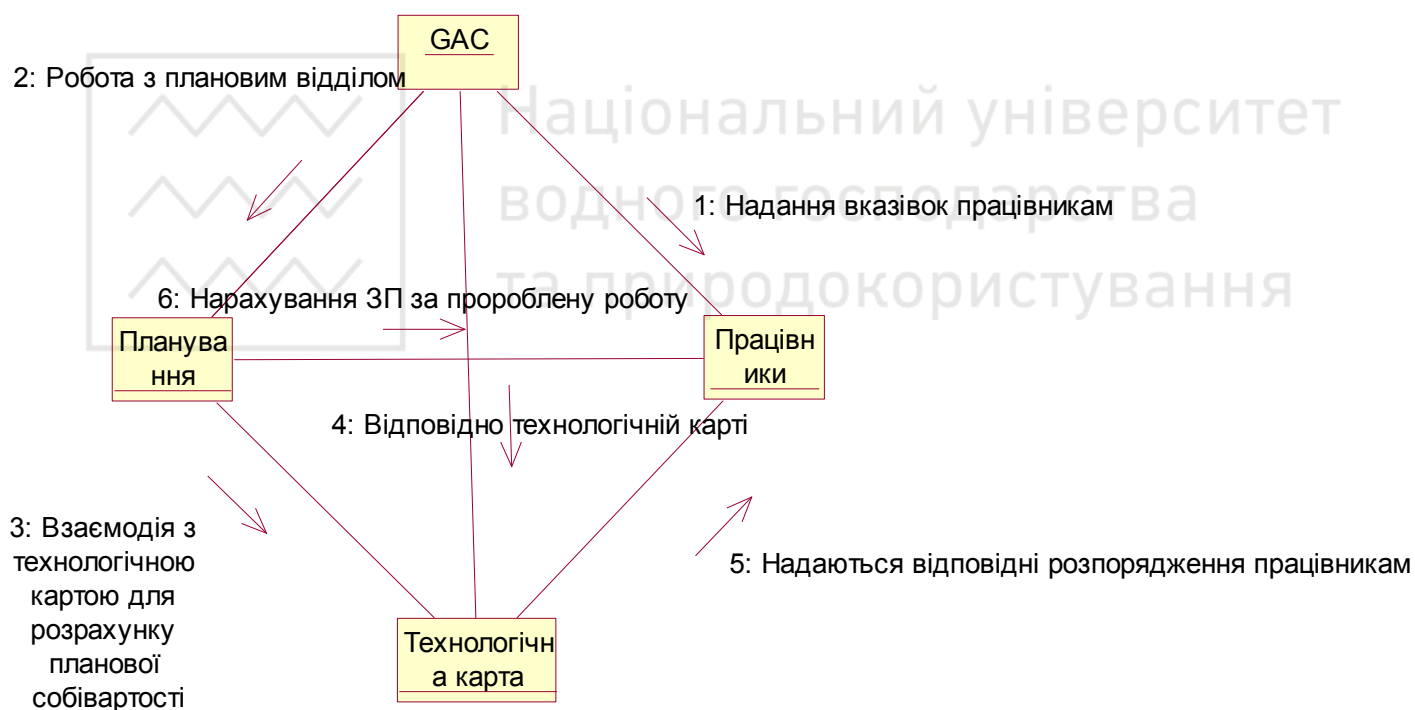 GAC
2: Робота з плановим відділом
Національний університет
водного господарства
та природокористування
1: Надання вказівок працівникам
6: Нарахування ЗП за пророблену роботу
Планува
ння
Працівн
ики
4: Відповідно технологічній карті
3: Взаємодія з
технологічною
картою для
розрахунку
планової
собівартості
5: Надаються відповідні розпорядження працівникам
Технологічн
а карта